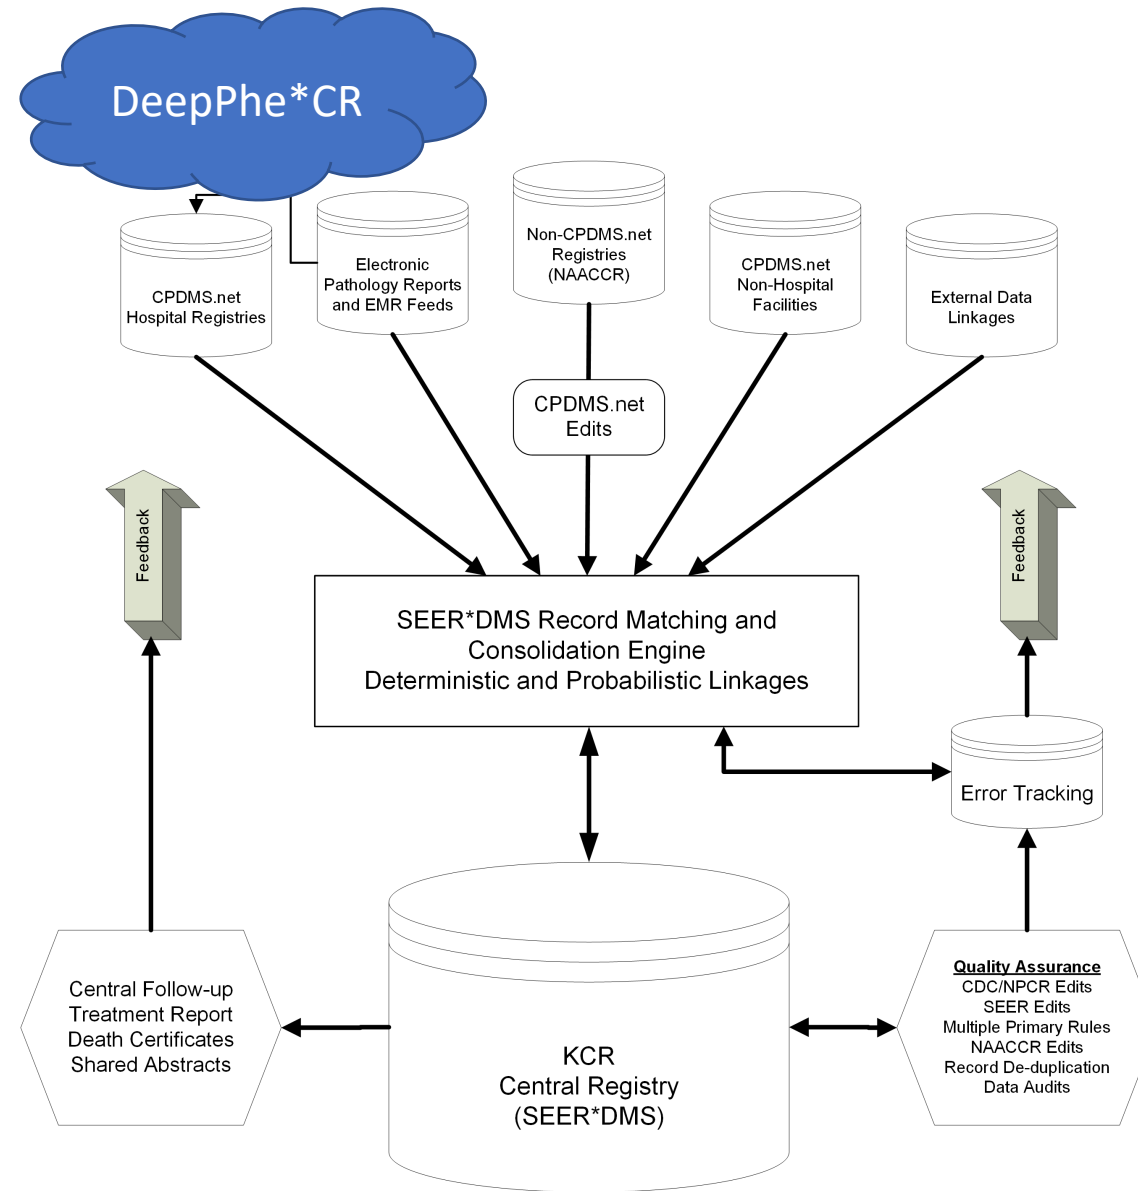 DeepPhe*CR
CPDMS.net
Hospital Registries
Electronic
Pathology Reports
and EMR Feeds
Non-CPDMS.net
Registries
(NAACCR)
CPDMS.net
Non-Hospital
Facilities
External Data
Linkages
CPDMS.net
Edits
Feedback
Feedback
SEER*DMS Record Matching and
Consolidation Engine
Deterministic and Probabilistic Linkages
Error Tracking
Central Follow-up
Treatment Report
Death Certificates
Shared Abstracts
KCR
Central Registry
(SEER*DMS)
Quality Assurance
CDC/NPCR Edits
SEER Edits
Multiple Primary Rules
NAACCR Edits
Record De-duplication
Data Audits